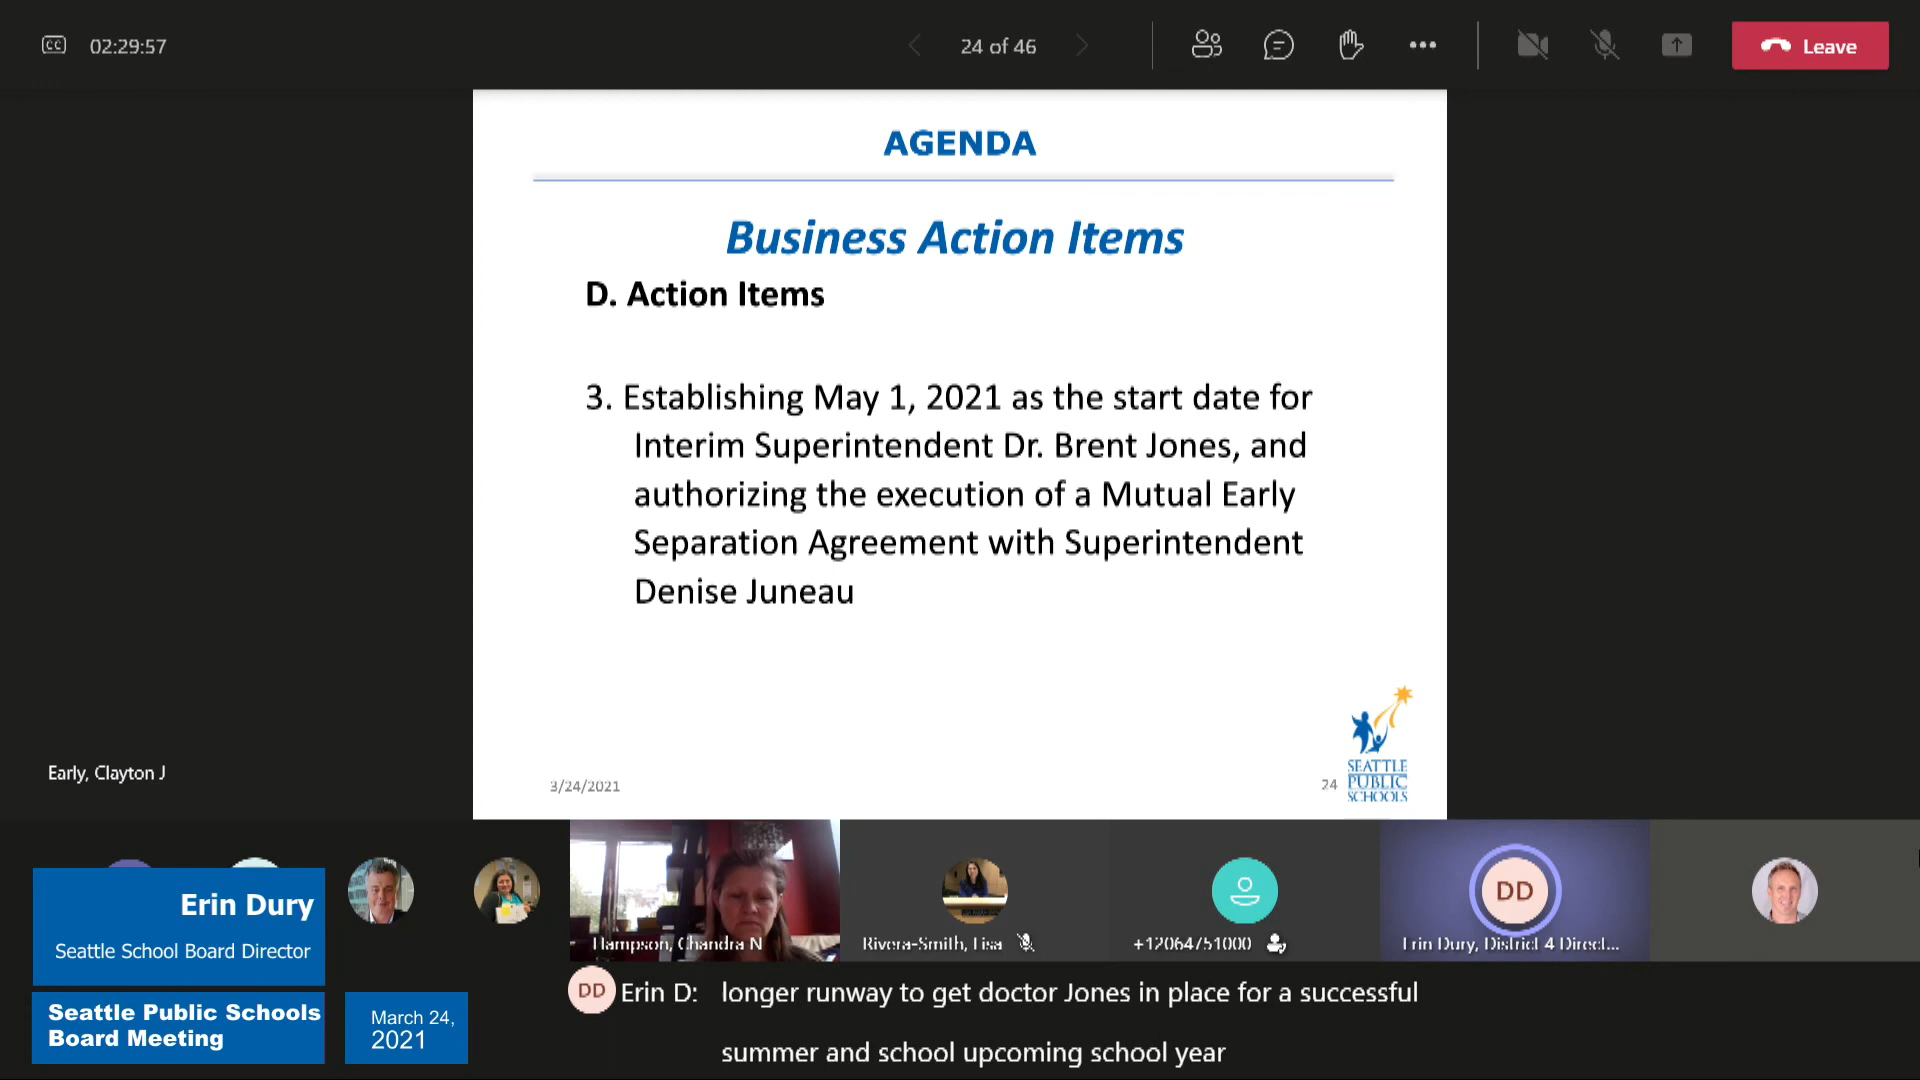 CC 02:29:57
24 of 46
Leave
AGENDA
Business Action Items
D. Action Items
3. Establishing May 1, 2021 as the start date for
Interim Superintendent Dr. Brent Jones, and
authorizing the execution of a Mutual Early
Separation Agreement with Superintendent
Denise Juneau
3/24/2021
24
SEATTLE
PUBLIC
SCHOOLS
Early, Clayton J
Erin Dury
Seattle School Board Director
Seattle Public Schools
Board Meeting
March 24,
2021
Hampson, Chandra N
Rivera-Smith, Lisa
+12064751000
DD
Erin Dury, District 4 Direct...
DD Erin D: longer runway to get doctor Jones in place for a successful
summer and school upcoming school year